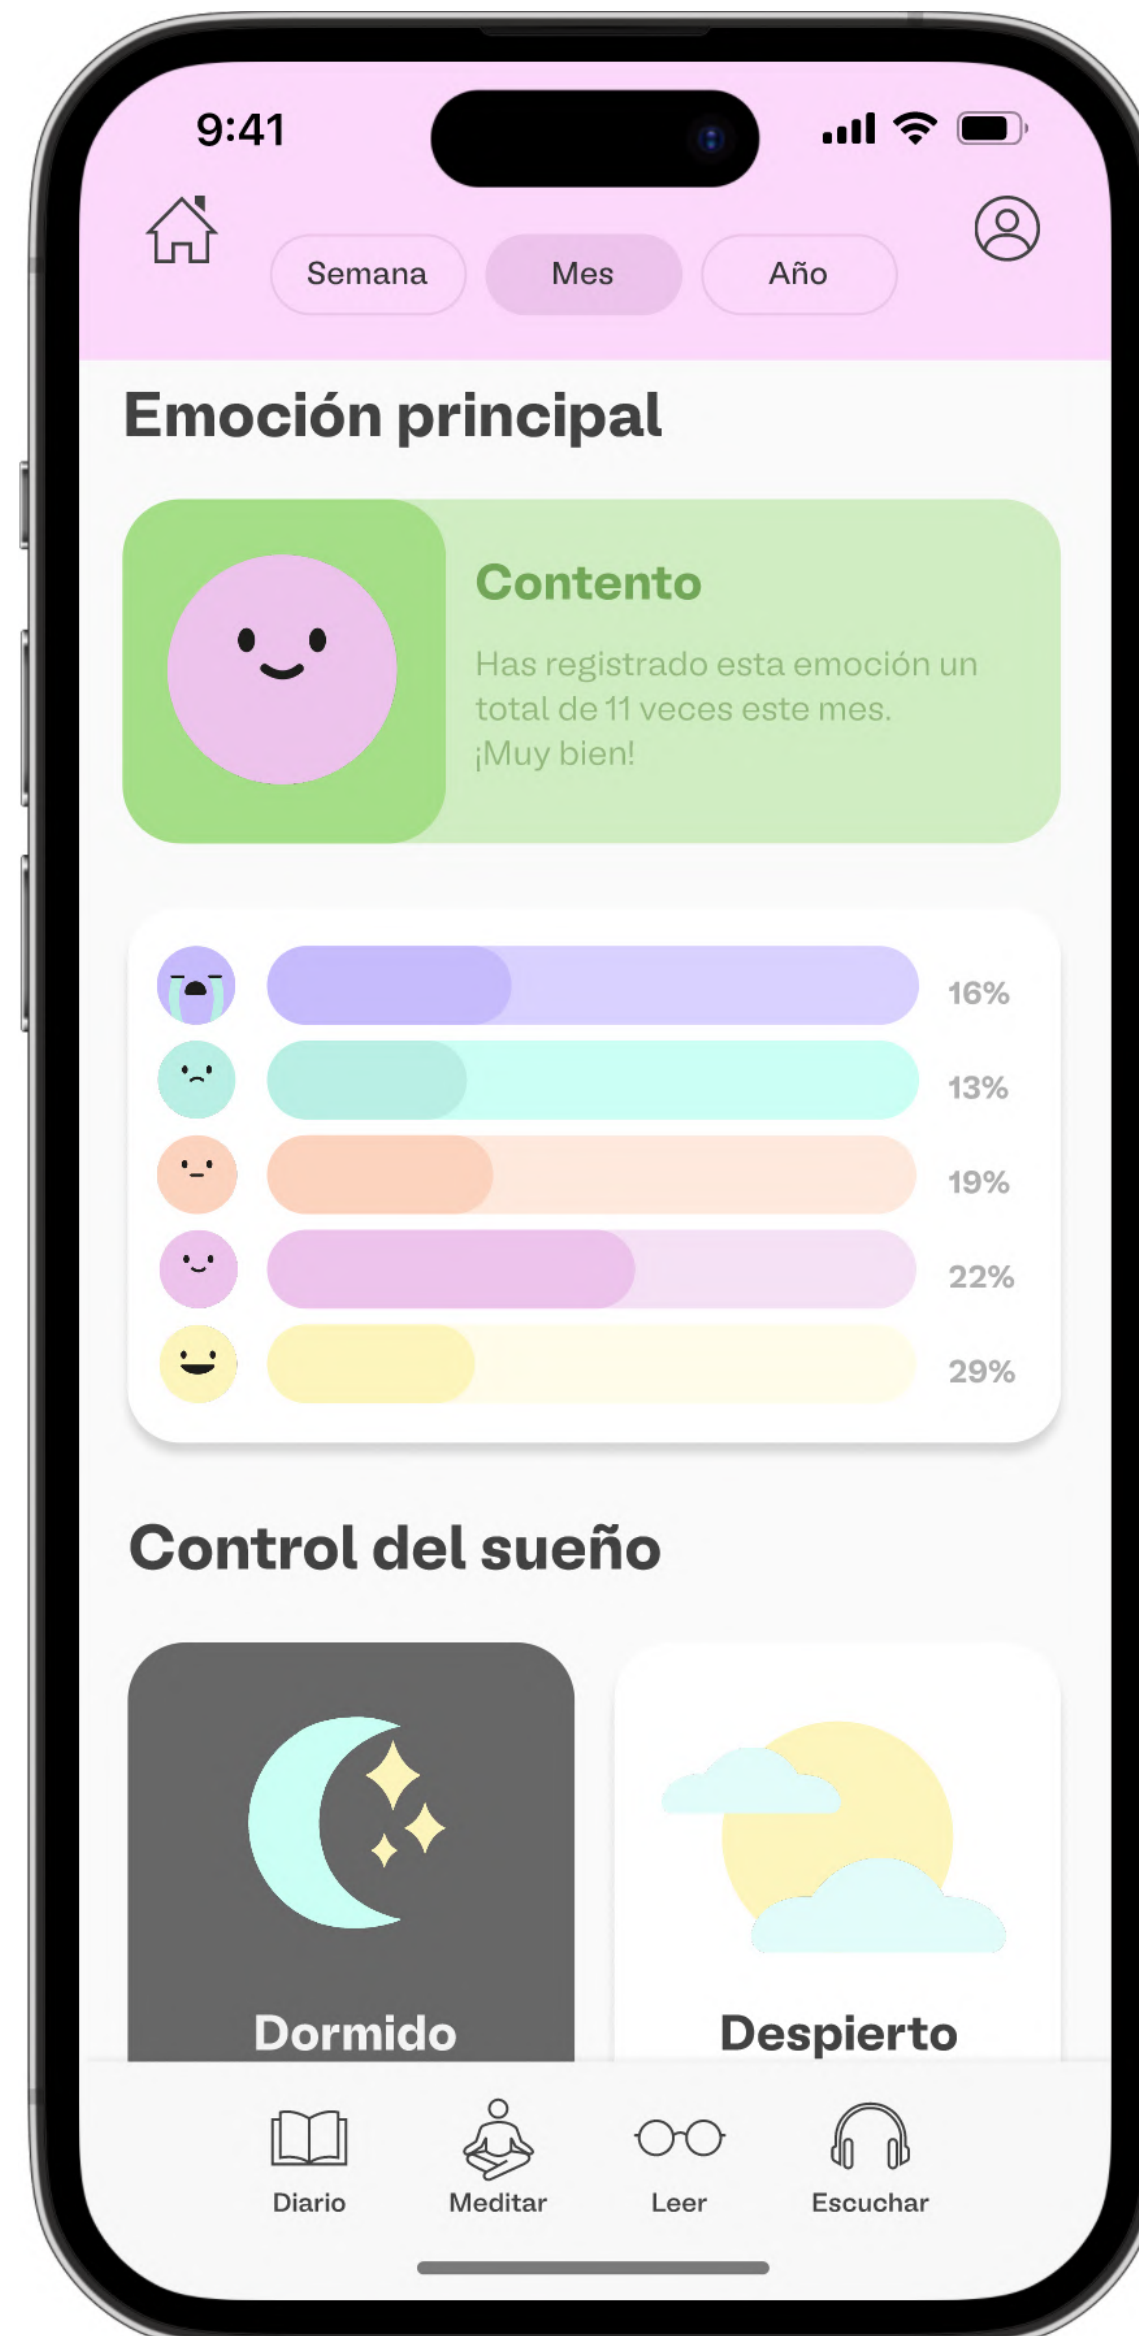 9:41
Semana
Mes
Año
Emoción principal
Contento
Has registrado esta emoción un
total de 11 veces este mes.
¡Muy bien!
16%
13%
19%
22%
29%
Control del sueño
Dormido
Despierto
Diario
Meditar
Leer
Escuchar